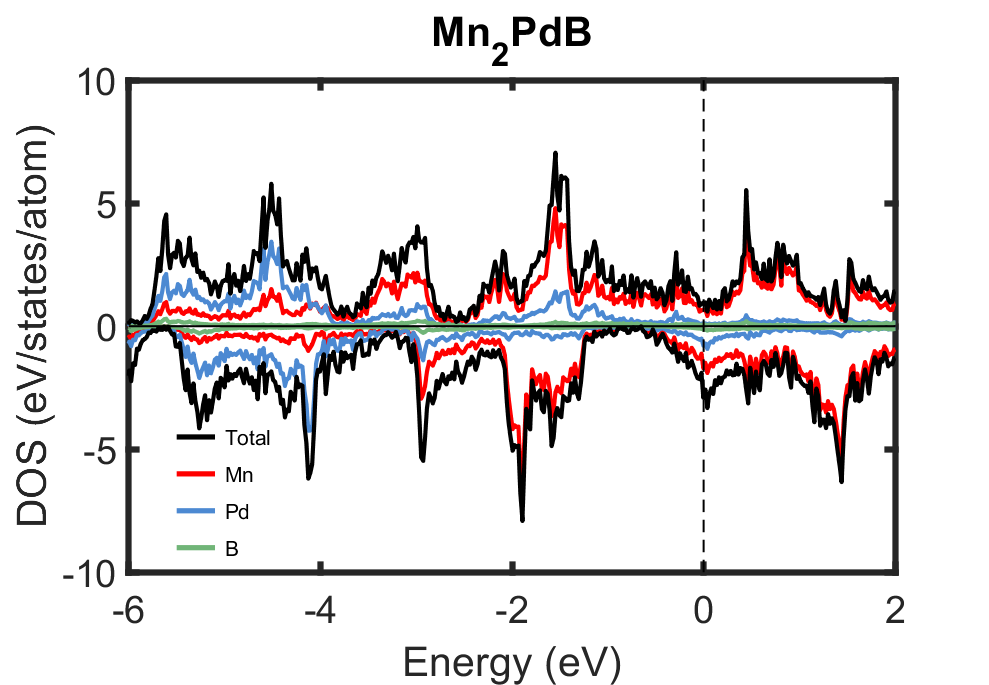 Mn₂PdB
DOS (eV/states/atom)
10
5
0
-5
-10
Total
Mn
Pd
B
-6 -4 -2 0 2
Energy (eV)